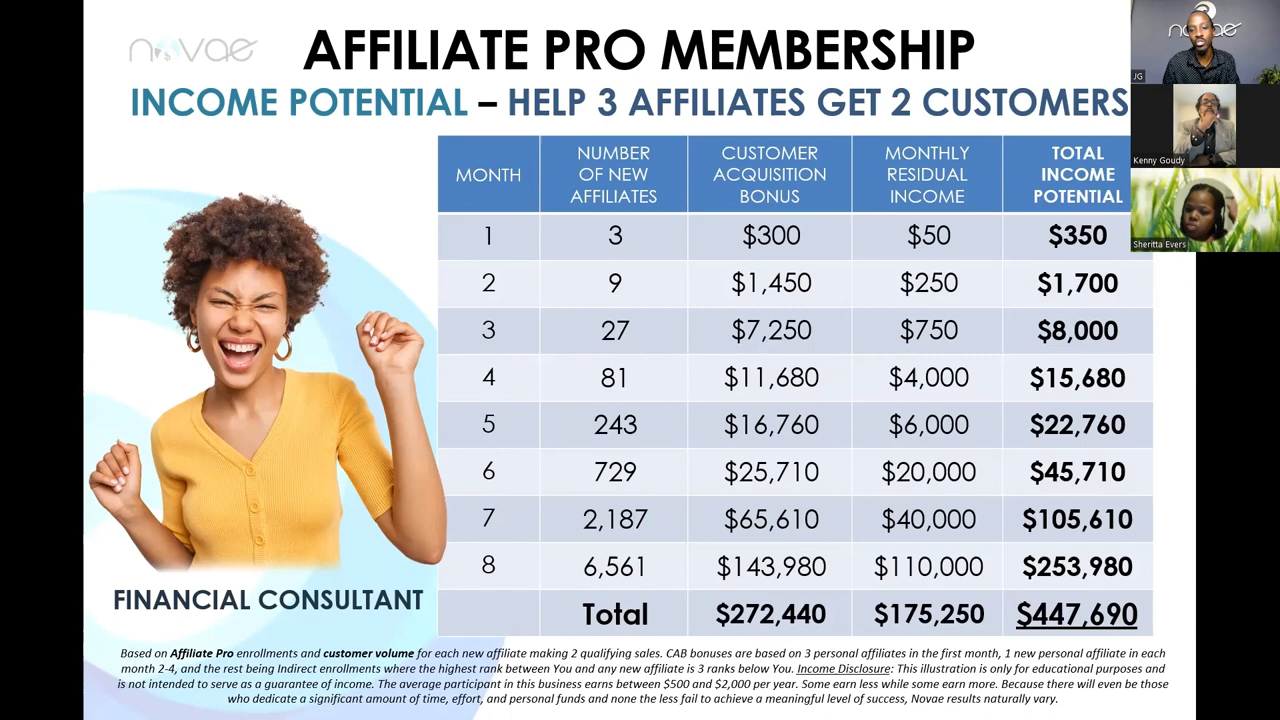 novae
AFFILIATE PRO MEMBERSHIP
INCOME POTENTIAL – HELP 3 AFFILIATES GET 2 CUSTOMERS
MONTH NUMBER OF NEW AFFILIATES CUSTOMER ACQUISITION BONUS MONTHLY RESIDUAL INCOME TOTAL INCOME POTENTIAL
1 3 $300 $50 $350
2 9 $1,450 $250 $1,700
3 27 $7,250 $750 $8,000
4 81 $11,680 $4,000 $15,680
5 243 $16,760 $6,000 $22,760
6 729 $25,710 $20,000 $45,710
7 2,187 $65,610 $40,000 $105,610
8 6,561 $143,980 $110,000 $253,980
Total $272,440 $175,250 $447,690
FINANCIAL CONSULTANT
Based on Affiliate Pro enrollments and customer volume for each new affiliate making 2 qualifying sales. CAB bonuses are based on 3 personal affiliates in the first month, 1 new personal affiliate in each
month 2-4, and the rest being Indirect enrollments where the highest rank between You and any new affiliate is 3 ranks below You. Income Disclosure: This illustration is only for educational purposes and
is not intended to serve as a guarantee of income. The average participant in this business earns between $500 and $2,000 per year. Some earn less while some earn more. Because there will even be those
who dedicate a significant amount of time, effort, and personal funds and none the less fail to achieve a meaningful level of success, Novae results naturally vary.
JG
Kenny Goudy
Sheritta Evers